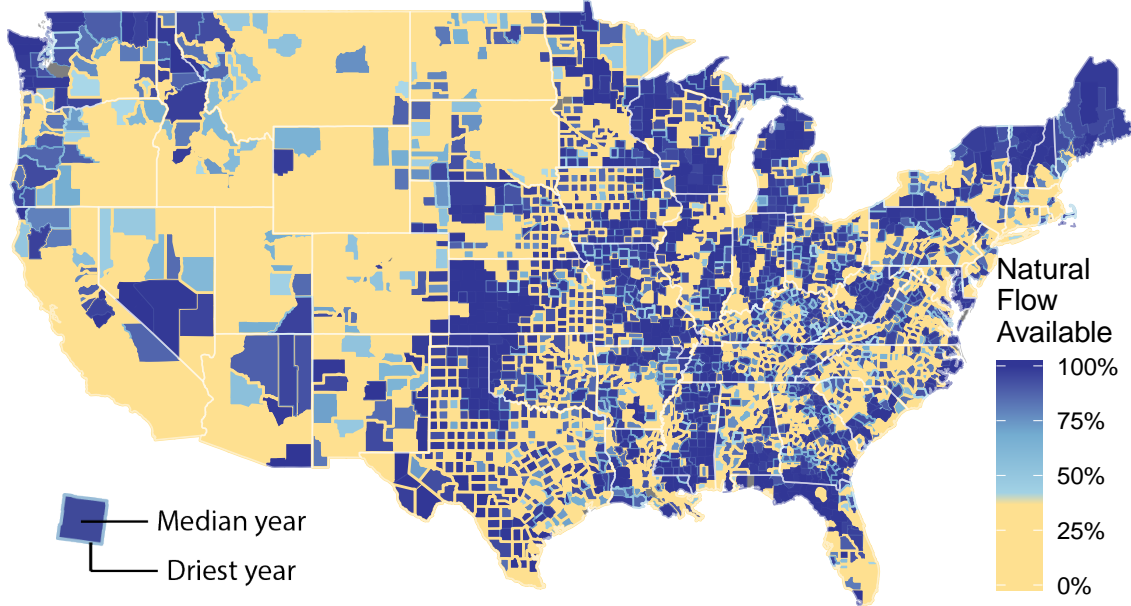 Natural
Flow
Available
100%
75%
50%
25%
0%
Median year
Driest year